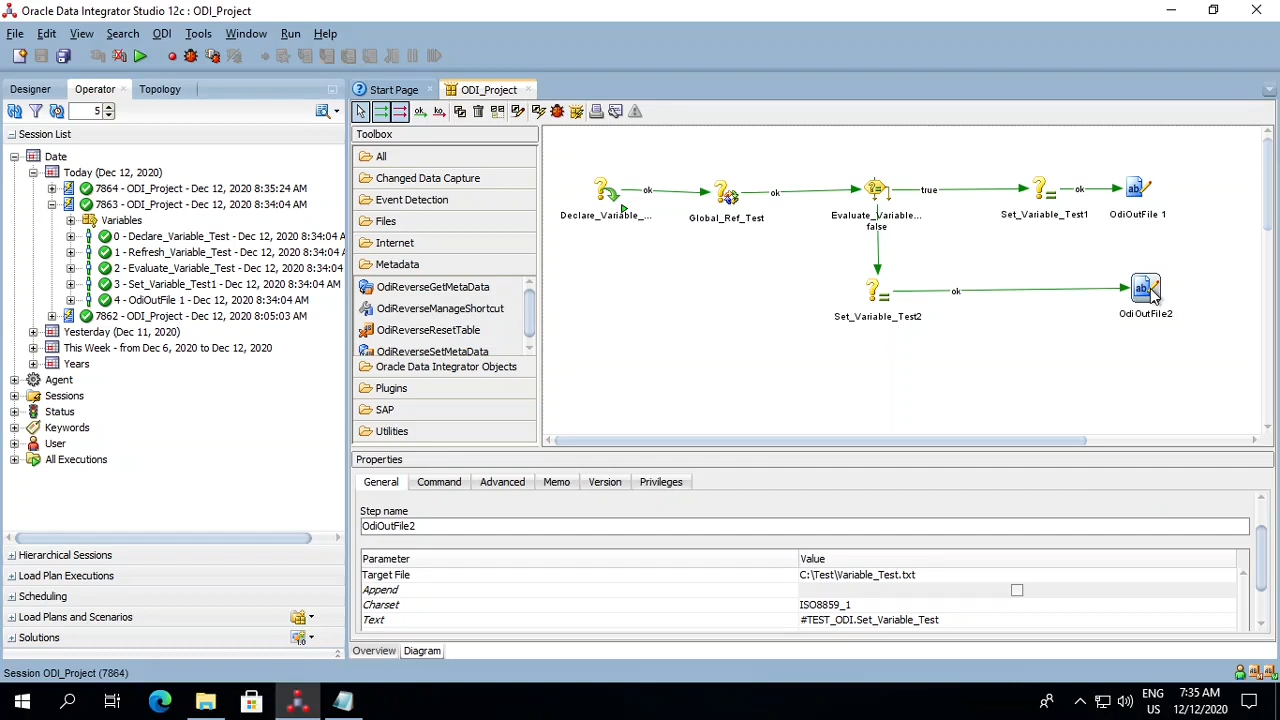 Oracle Data Integrator Studio 12c : ODI_Project
File Edit View Search ODI Tools Window Run Help
5
Designer Operator Topology
Start Page ODI_Project
ok ko
Session List
Date
Today (Dec 12, 2020)
7864 - ODI_Project - Dec 12, 2020 8:35:24 AM
7863 - ODI_Project - Dec 12, 2020 8:34:04 AM
Variables
0 - Declare_Variable_Test - Dec 12, 2020 8:34:04 A
1 - Refresh_Variable_Test - Dec 12, 2020 8:34:04 A
2 - Evaluate_Variable_Test - Dec 12, 2020 8:34:04
3 - Set_Variable_Test1 - Dec 12, 2020 8:34:04 AM
4 - OdiOutFile 1 - Dec 12, 2020 8:34:04 AM
7862 - ODI_Project - Dec 12, 2020 8:05:03 AM
Yesterday (Dec 11, 2020)
This Week - from Dec 6, 2020 to Dec 12, 2020
Years
Agent
Sessions
Status
Keywords
User
All Executions
Hierarchical Sessions
Load Plan Executions
Scheduling
Load Plans and Scenarios
Solutions
Session ODI_Project (7864)
Toolbox
All
Changed Data Capture
Event Detection
Files
Internet
Metadata
OdiReverseGetMetaData
OdiReverseManageShortcut
OdiReverseResetTable
OdiReverseSetMetaData
Oracle Data Integrator Objects
Plugins
SAP
Utilities
ok ok true ok
Declare_Variable_... Global_Ref_Test Evaluate_Variable... Set_Variable_Test1 OdiOutFile 1
false
ok
Set_Variable_Test2 OdiOutFile2
Properties
General Command Advanced Memo Version Privileges
Step name
OdiOutFile2
Parameter Value
Target File C:\Test\Variable_Test.txt
Append
Charset ISO8859_1
Text #TEST_ODI.Set_Variable_Test
Overview Diagram
ENG
US
7:35 AM
12/12/2020